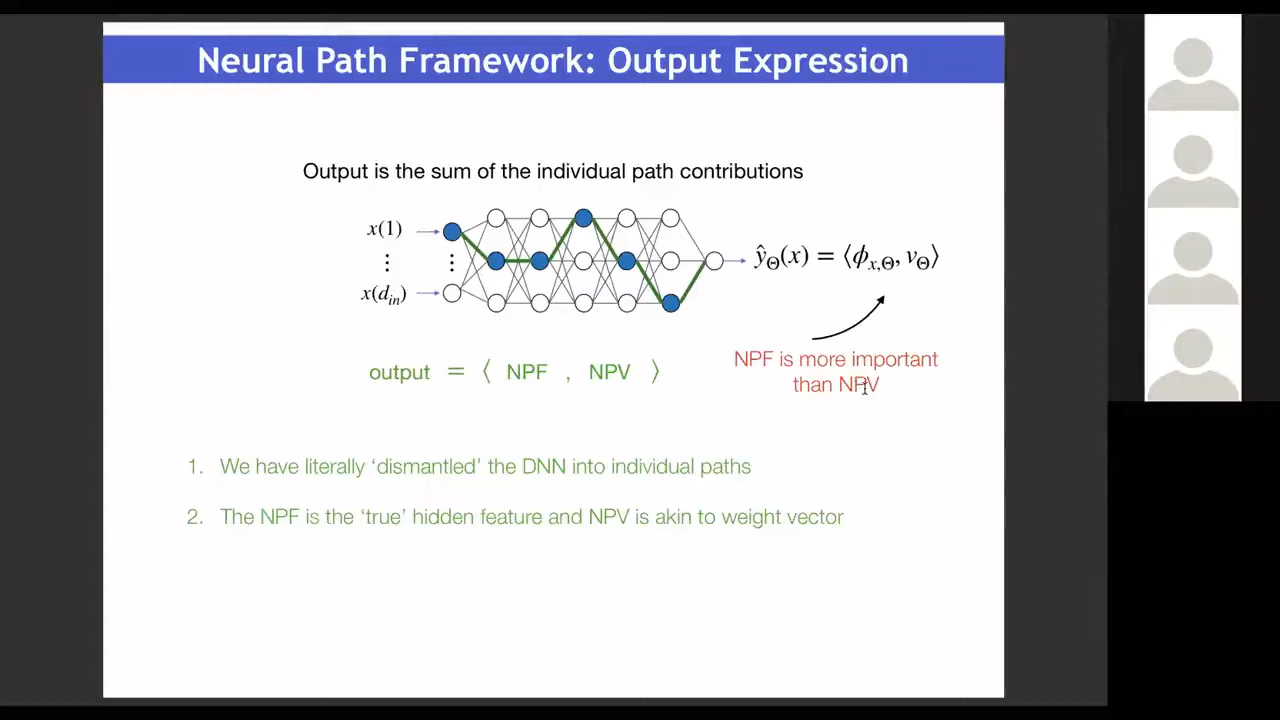 Neural Path Framework: Output Expression
Output is the sum of the individual path contributions
x(1)
⋮ ⋮
x(d_in)
ŷ_Θ(x) = ⟨ϕ_{x,Θ}, v_Θ⟩
output = ⟨ NPF , NPV ⟩
NPF is more important
than NPV
1. We have literally ‘dismantled’ the DNN into individual paths
2. The NPF is the ‘true’ hidden feature and NPV is akin to weight vector